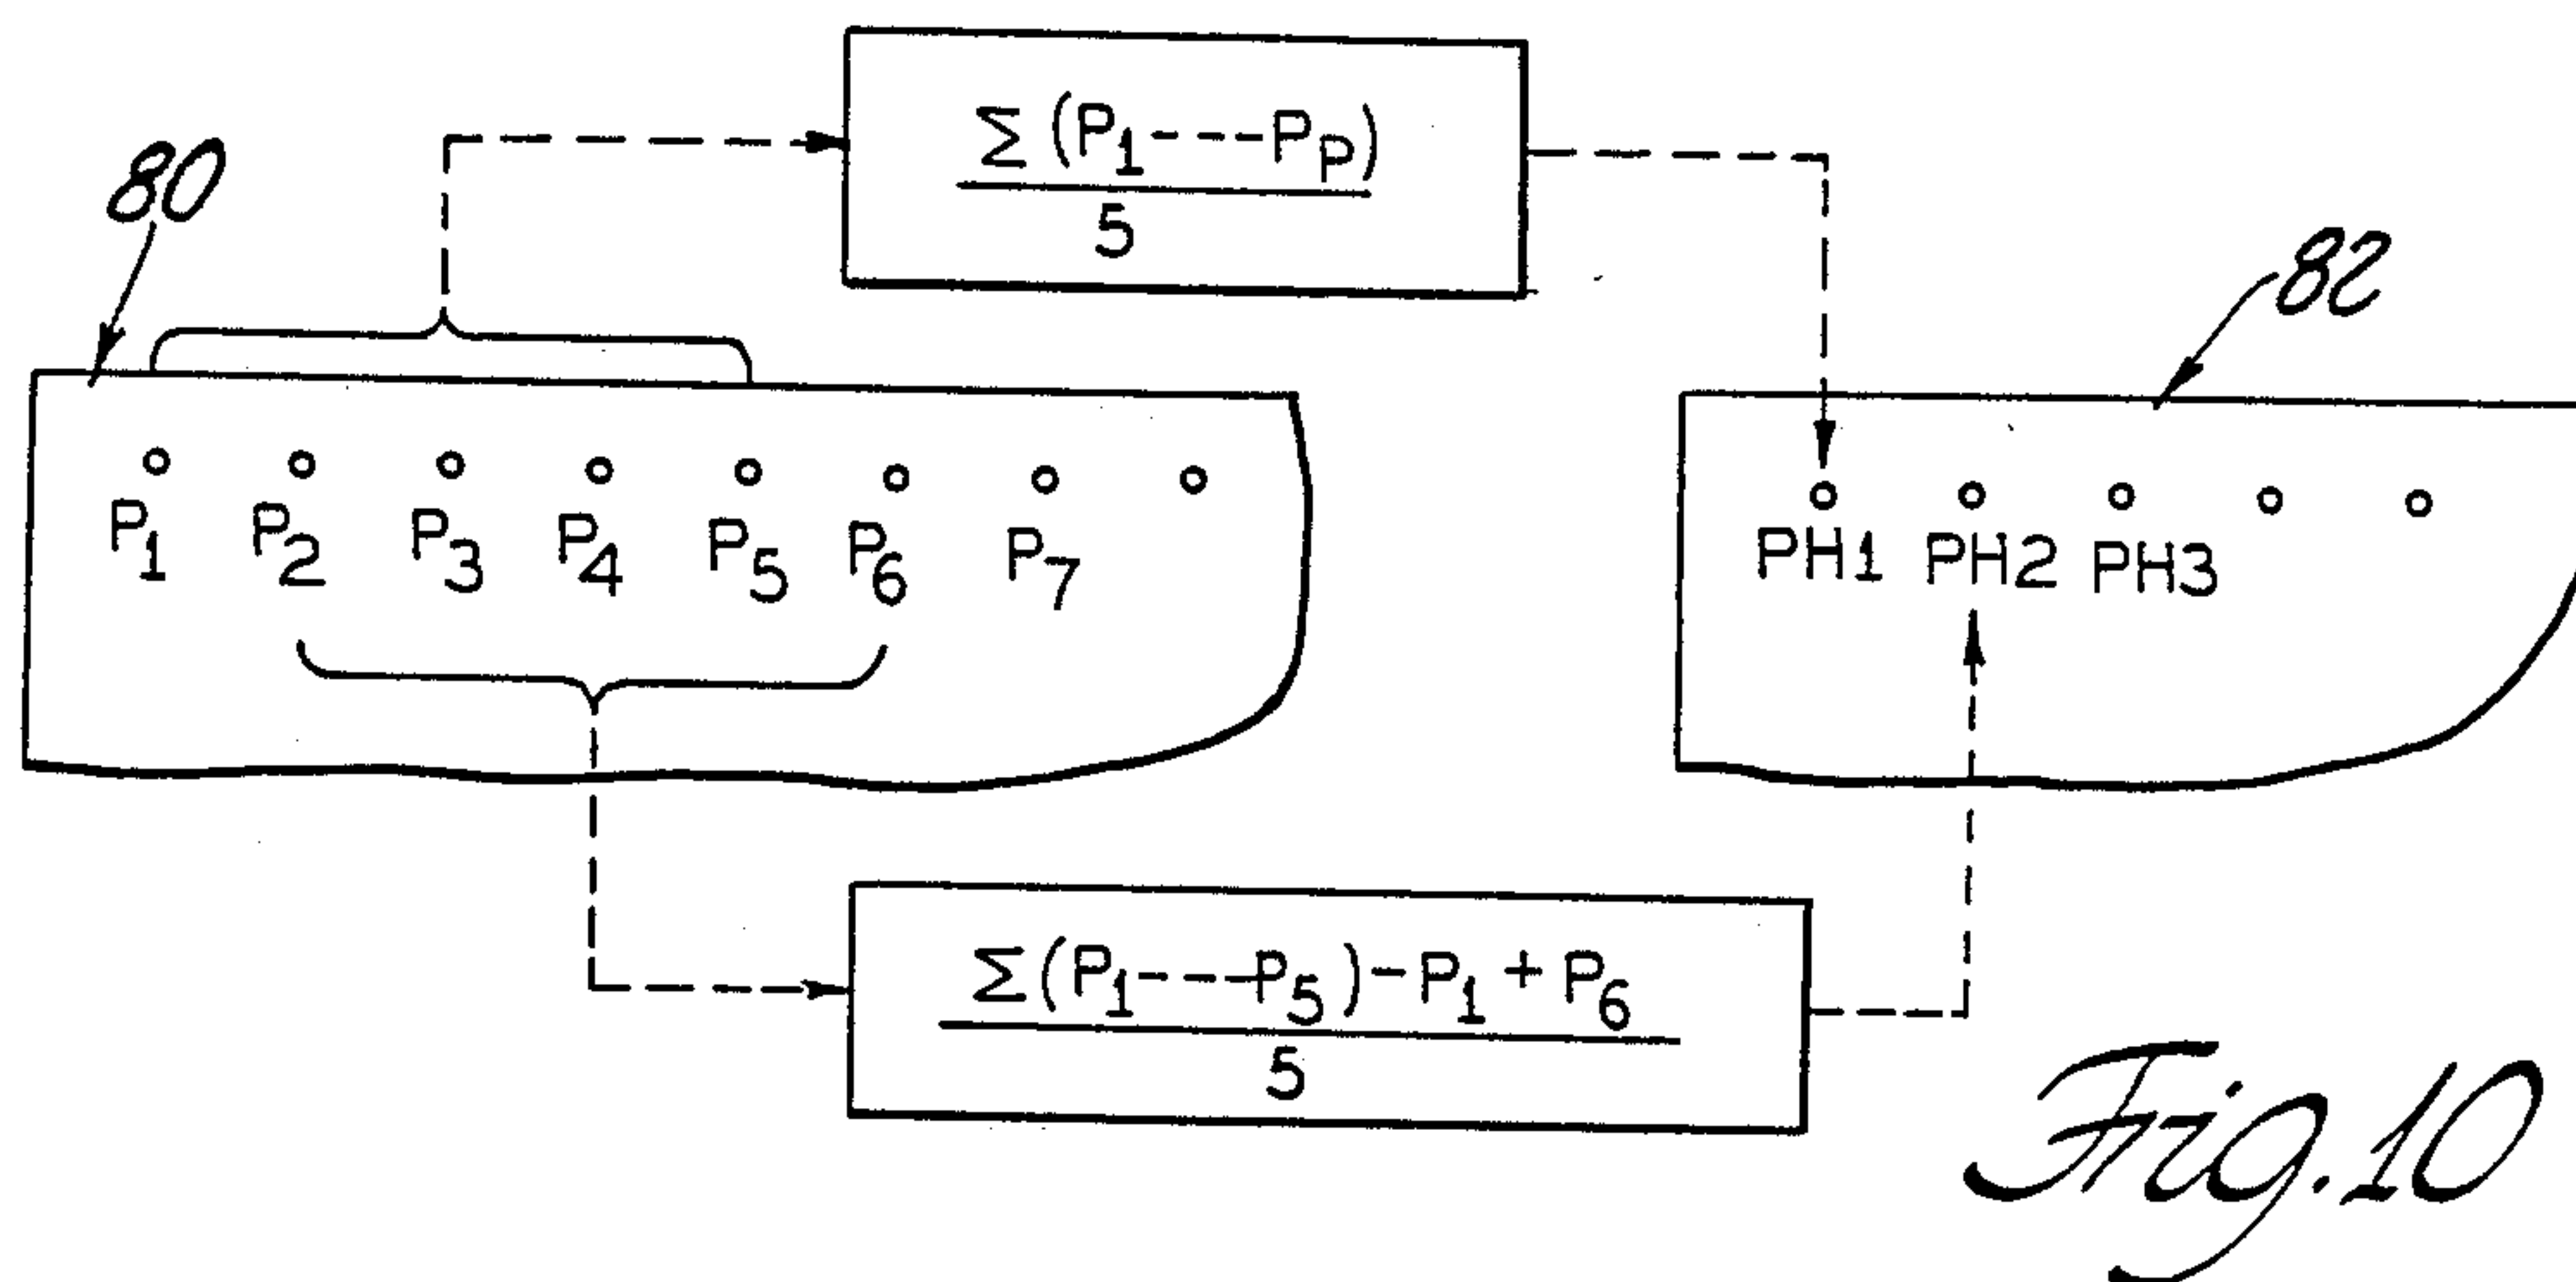 Σ (P₁----P_P)
5
80
82
P₁ P₂ P₃ P₄ P₅ P₆ P₇
PH1 PH2 PH3
Σ(P₁----P₅)-P₁+P₆
5
Fig. 10